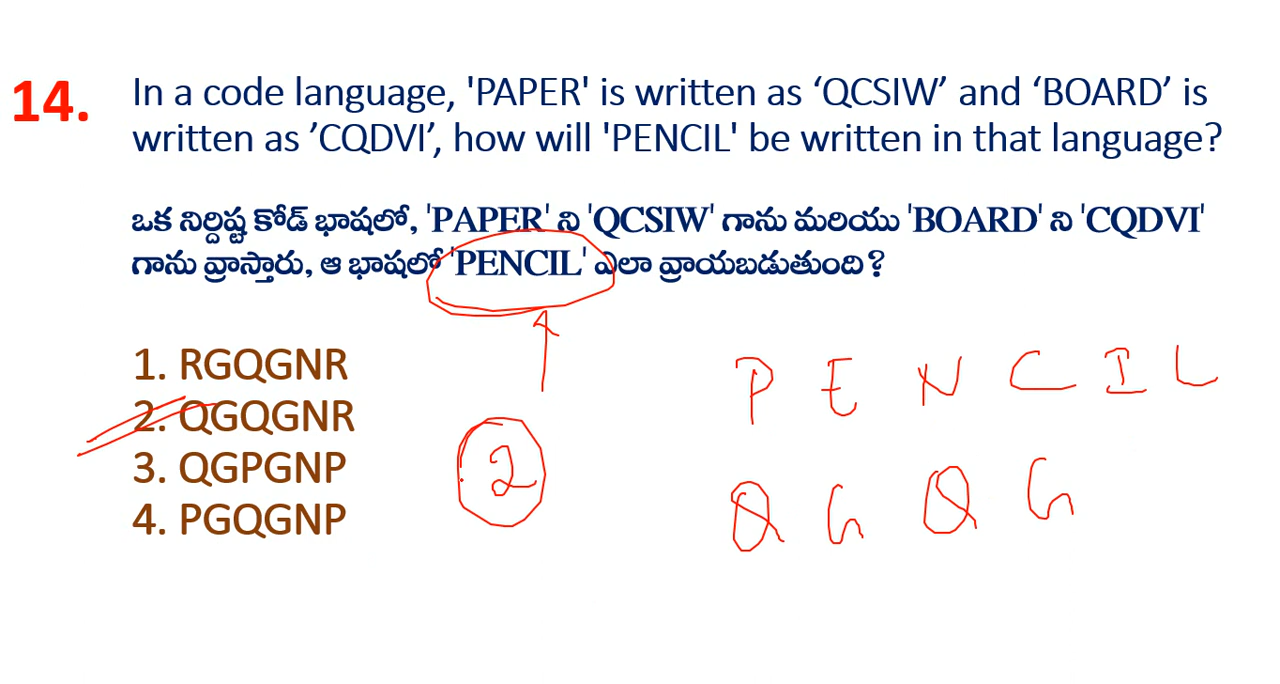 14.
In a code language, 'PAPER' is written as ‘QCSIW’ and ‘BOARD’ is
written as ’CQDVI’, how will 'PENCIL' be written in that language?
ఒక నిర్దిష్ట కోడ్ భాషలో, 'PAPER' ని 'QCSIW' గాను మరియు 'BOARD' ని 'CQDVI'
గాను వ్రాస్తారు, ఆ భాషలో 'PENCIL' ఎలా వ్రాయబడుతుంది?
1. RGQGNR
2. QGQGNR
3. QGPGNP
4. PGQGNP
2
P E N C I L
Q G Q G